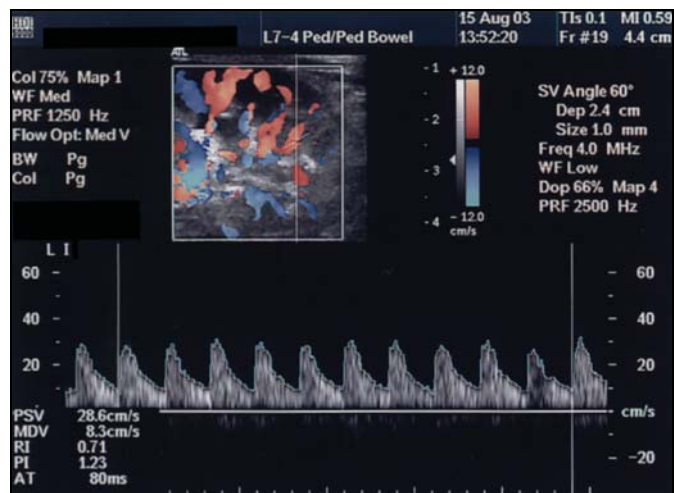 HDI
5000
15 Aug 03 TIs 0.1 MI 0.59
L7-4 Ped/Ped Bowel 13:52:20 Fr #19 4.4 cm
ATL
Col 75% Map 1
WF Med
PRF 1250 Hz
Flow Opt: Med V
BW Pg
Col Pg
-1
-2
-3
-4
+ 12.0
- 12.0
cm/s
SV Angle 60°
Dep 2.4 cm
Size 1.0 mm
Freq 4.0 MHz
WF Low
Dop 66% Map 4
PRF 2500 Hz
L I
60 - - 60
40 - - 40
20 - - 20
cm/s
- -20
PSV 28.6cm/s
MDV 8.3cm/s
RI 0.71
PI 1.23
AT 80ms